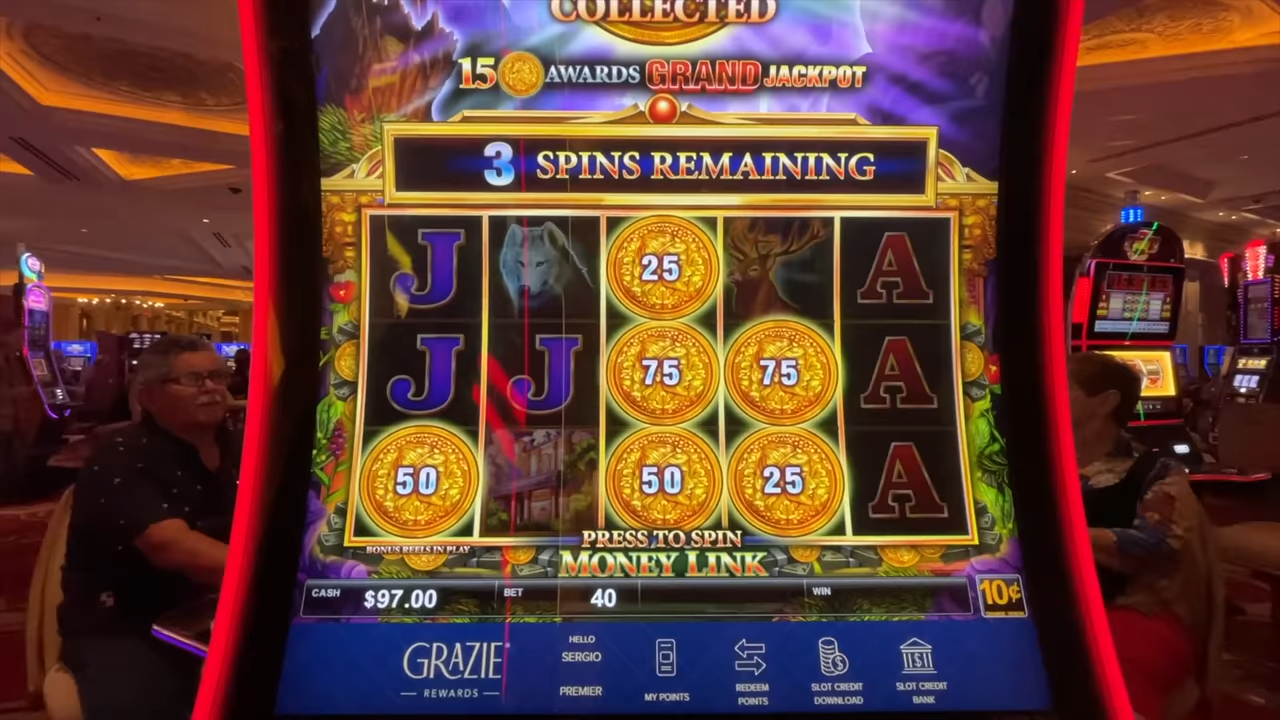 COLLECTED
15 AWARDS GRAND JACKPOT
3 SPINS REMAINING
J 25 A
J J 75 75 A
50 50 25 A
PRESS TO SPIN
BONUS REELS IN PLAY
MONEY LINK
CASH $97.00 BET 40 WIN 10¢
GRAZIE
REWARDS
HELLO
SERGIO
PREMIER
MY POINTS
REDEEM
POINTS
SLOT CREDIT
DOWNLOAD
SLOT CREDIT
BANK